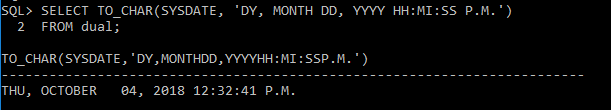 SQL> SELECT TO_CHAR(SYSDATE, 'DY, MONTH DD, YYYY HH:MI:SS P.M.')
  2  FROM dual;
TO_CHAR(SYSDATE,'DY,MONTHDD,YYYYHH:MI:SSP.M.')
--------------------------------------------------------------------------
THU, OCTOBER   04, 2018 12:32:41 P.M.